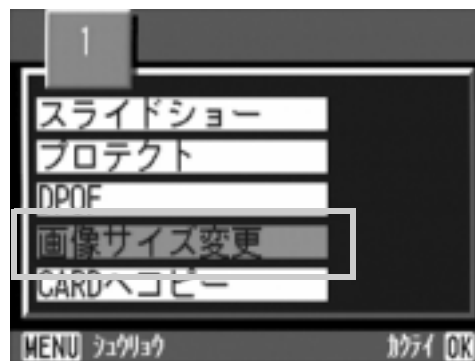 1
スライドショー
プロテクト
DPOF
画像サイズ変更
CARDへコピー
MENU シュウリョウ カクテイ OK